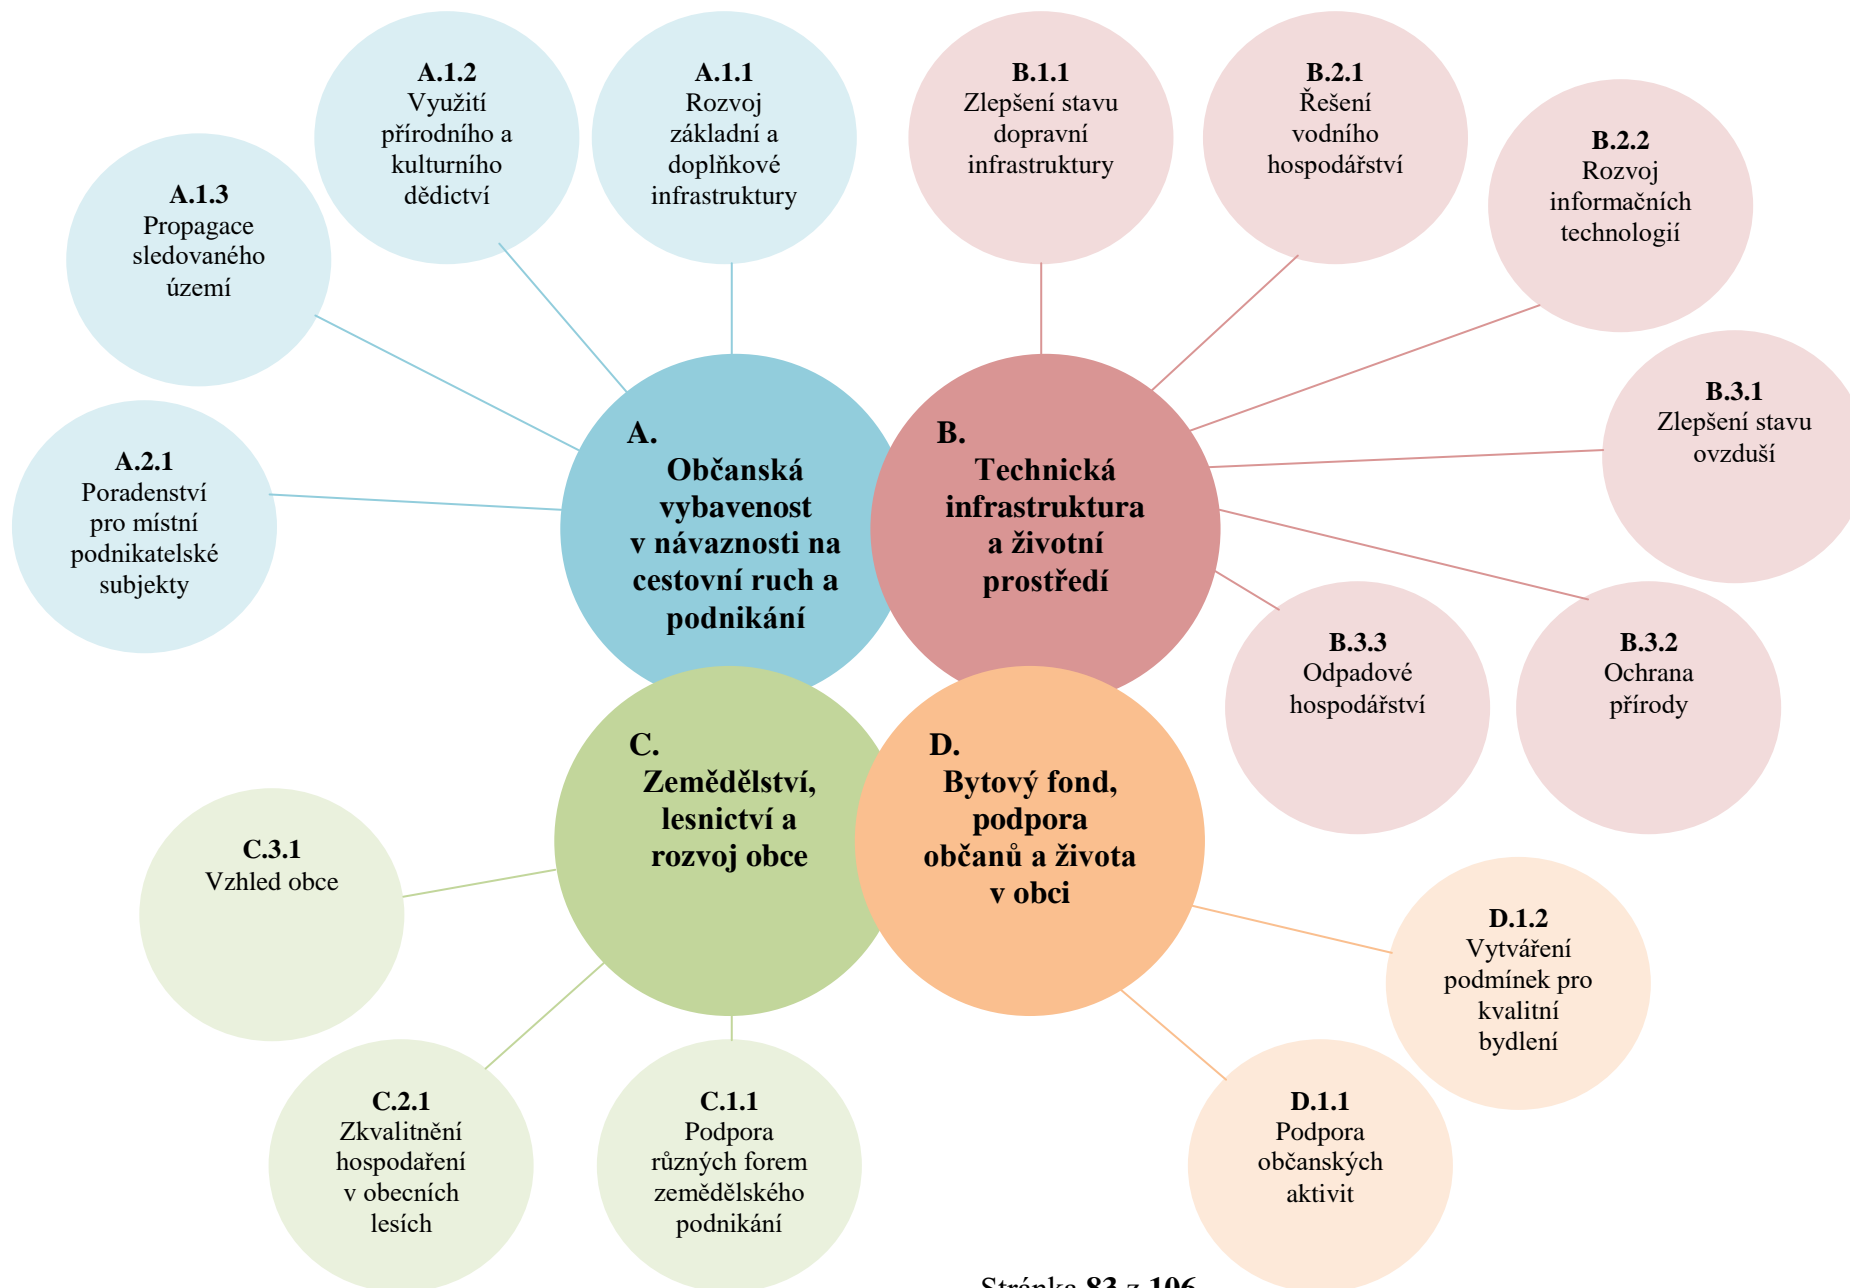 A.1.2
Využití
přírodního a
kulturního
dědictví
A.1.1
Rozvoj
základní a
doplňkové
infrastruktury
B.1.1
Zlepšení stavu
dopravní
infrastruktury
B.2.1
Řešení
vodního
hospodářství
B.2.2
Rozvoj
informačních
technologií
A.1.3
Propagace
sledovaného
území
B.3.1
Zlepšení stavu
ovzduší
A.2.1
Poradenství
pro místní
podnikatelské
subjekty
A.
Občanská
vybavenost
v návaznosti na
cestovní ruch a
podnikání
B.
Technická
infrastruktura
a životní
prostředí
B.3.3
Odpadové
hospodářství
B.3.2
Ochrana
přírody
C.
Zemědělství,
lesnictví a
rozvoj obce
D.
Bytový fond,
podpora
občanů a života
v obci
C.3.1
Vzhled obce
D.1.2
Vytváření
podmínek pro
kvalitní
bydlení
C.2.1
Zkvalitnění
hospodaření
v obecních
lesích
C.1.1
Podpora
různých forem
zemědělského
podnikání
D.1.1
Podpora
občanských
aktivit
Stránka 83 z 106